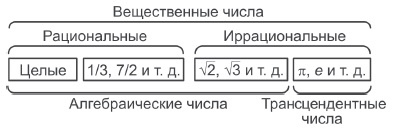 Вещественные числа
Рациональные Иррациональные
Целые 1/3, 7/2 и т. д. √2, √3 и т. д. π, e и т. д.
Алгебраические числа Трансцендентные
числа